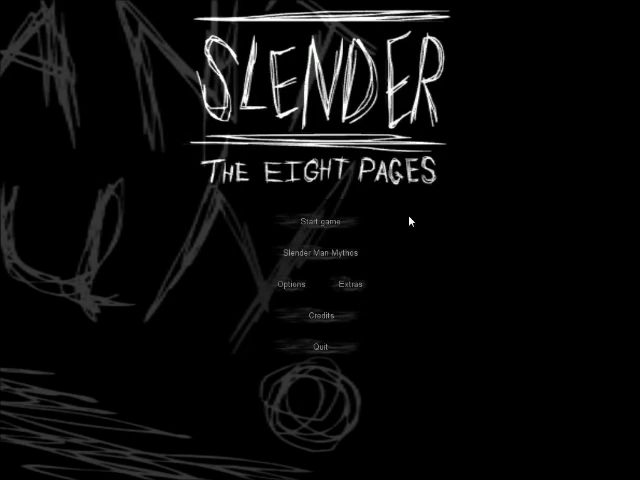 SLENDER
THE EIGHT PAGES
Start game
Slender Man Mythos
Options Extras
Credits
Quit